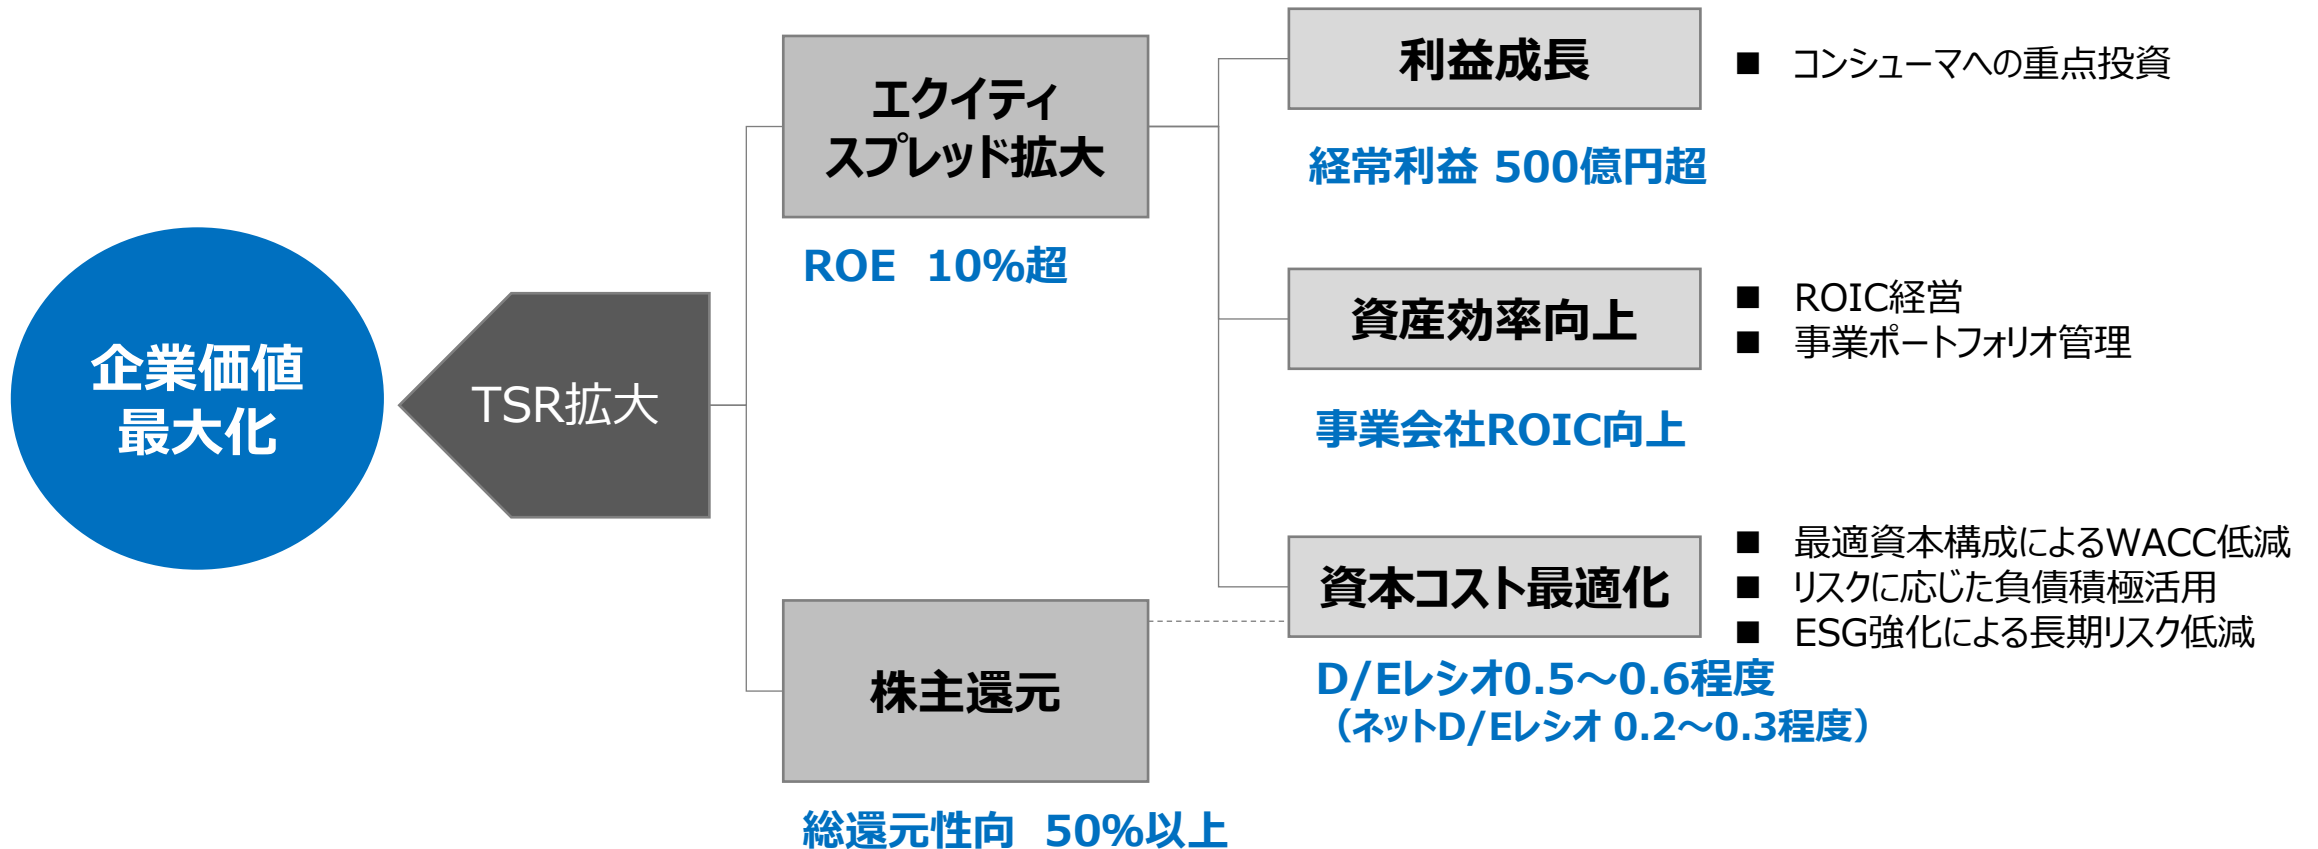 企業価値
最大化
TSR拡大
エクイティ
スプレッド拡大
ROE 10%超
株主還元
総還元性向 50%以上
利益成長
経常利益 500億円超
■ コンシューマへの重点投資
資産効率向上
事業会社ROIC向上
■ ROIC経営
■ 事業ポートフォリオ管理
資本コスト最適化
D/Eレシオ0.5～0.6程度
（ネットD/Eレシオ 0.2～0.3程度）
■ 最適資本構成によるWACC低減
■ リスクに応じた負債積極活用
■ ESG強化による長期リスク低減